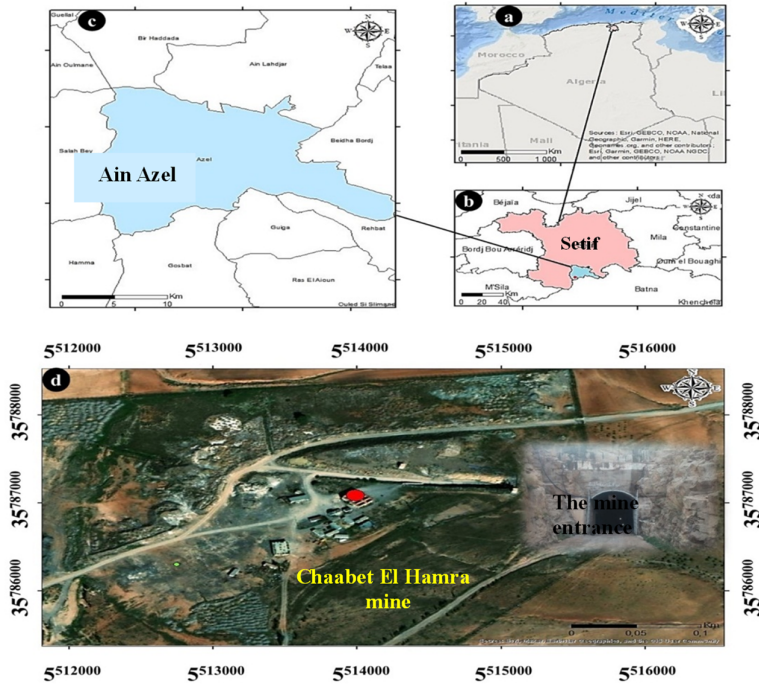 c
N
W
E
S
Guellal
Bir Haddada
Ain Oulmane
Ain Lahdjar
Beidha Bordj
Salah Bey
Azel
Ain Azel
Rehbat
Guiga
Hamma
Gosbat
Ras El Aioun
Ouled Si Slimane
0
5
10
Km
a
N
W
E
S
Morocco
Algeria
Mali
Sources: Esri, GEBCO, NOAA, National
Geographic, Garmin, HERE,
Geonames.org, and other contributors;
Esri, Garmin, GEBCO, NOAA NGDC,
and other contributors
0
500
1 000
Km
b
N
Béjaïa
Jijel
Constantine
Setif
Mila
Bordj Bou Arréridj
Oum el Bouaghi
M'Sila
Batna
Khenchela
0
20
40
Km
5512000
5513000
5514000
5515000
5516000
d
N
W
E
S
35788000
35788000
35787000
35787000
The mine
entrance
35786000
35786000
Chaabet El Hamra
mine
0
0,05
0,1
Km
5512000
5513000
5514000
5515000
5516000